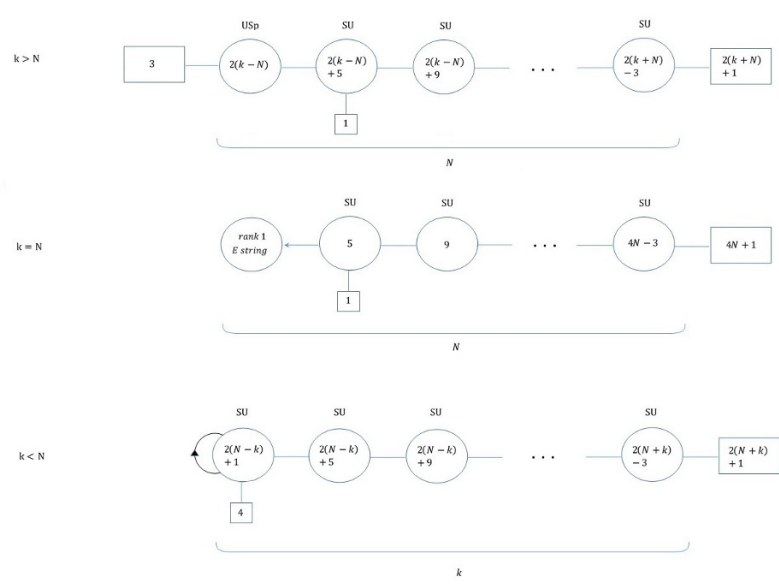 USp SU SU SU
k > N
3
2(k − N)
2(k − N)
+ 5
2(k − N)
+ 9
. . .
2(k + N)
− 3
2(k + N)
+ 1
1
N
SU SU SU
k = N
rank 1
E string
5
9
. . .
4N − 3
4N + 1
1
N
SU SU SU SU
k < N
2(N − k)
+ 1
2(N − k)
+ 5
2(N − k)
+ 9
. . .
2(N + k)
− 3
2(N + k)
+ 1
4
k